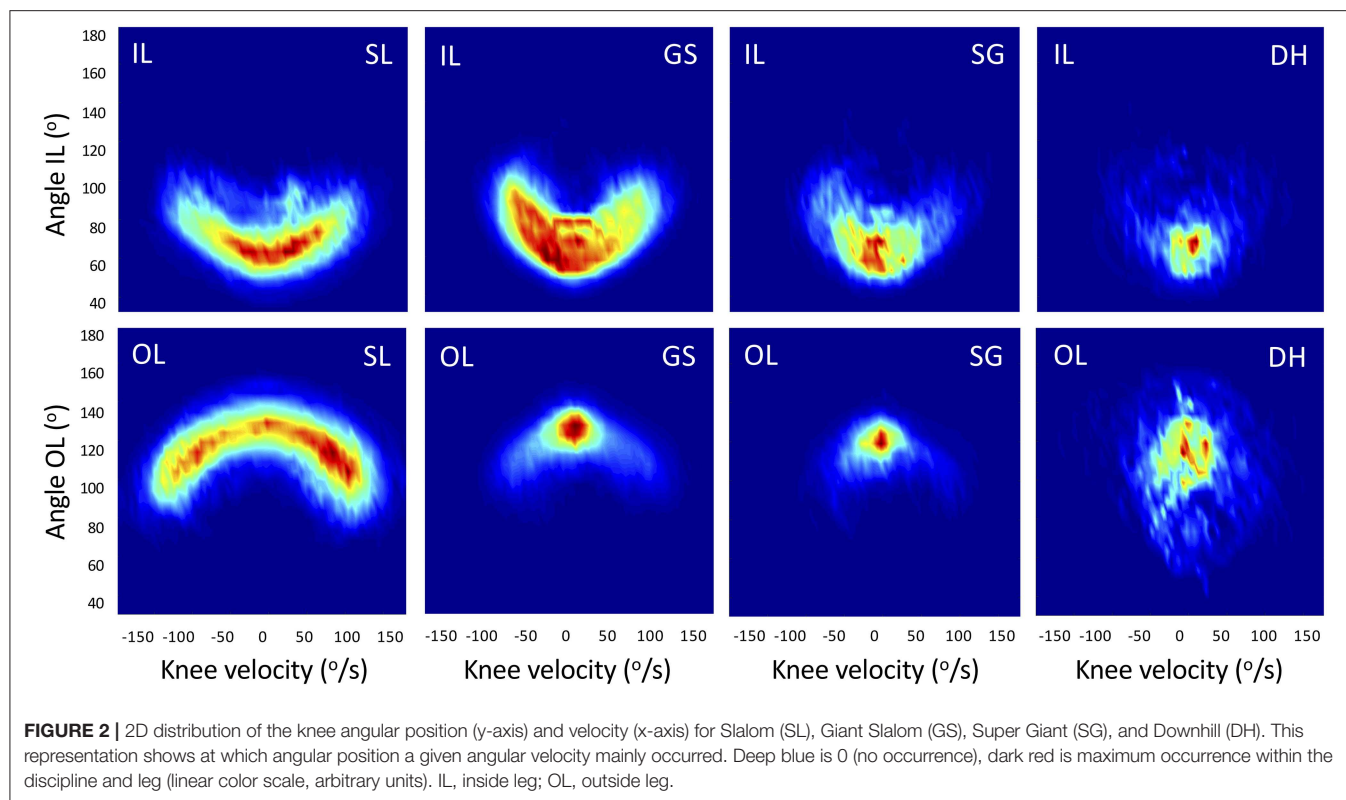 180
160
140
120
100
80
60
40
Angle IL (°)
IL SL
IL GS
IL SG
IL DH
180
160
140
120
100
80
60
40
Angle OL (°)
OL SL
OL GS
OL SG
OL DH
-150 -100 -50 0 50 100 150
-150 -100 -50 0 50 100 150
-150 -100 -50 0 50 100 150
-150 -100 -50 0 50 100 150
Knee velocity (°/s)
Knee velocity (°/s)
Knee velocity (°/s)
Knee velocity (°/s)
FIGURE 2 | 2D distribution of the knee angular position (y-axis) and velocity (x-axis) for Slalom (SL), Giant Slalom (GS), Super Giant (SG), and Downhill (DH). This
representation shows at which angular position a given angular velocity mainly occurred. Deep blue is 0 (no occurrence), dark red is maximum occurrence within the
discipline and leg (linear color scale, arbitrary units). IL, inside leg; OL, outside leg.